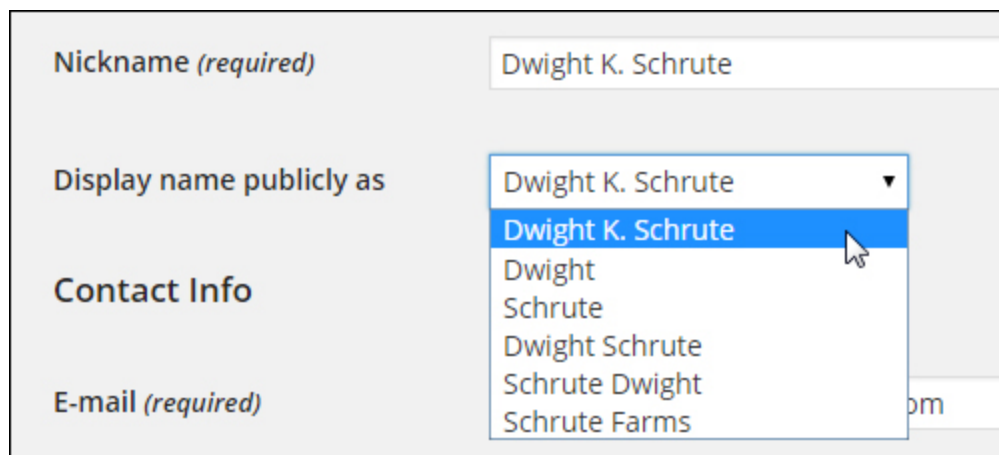 Nickname (required)
Dwight K. Schrute
Display name publicly as
Dwight K. Schrute
Dwight K. Schrute
Dwight
Schrute
Dwight Schrute
Schrute Dwight
Schrute Farms
Contact Info
E-mail (required)